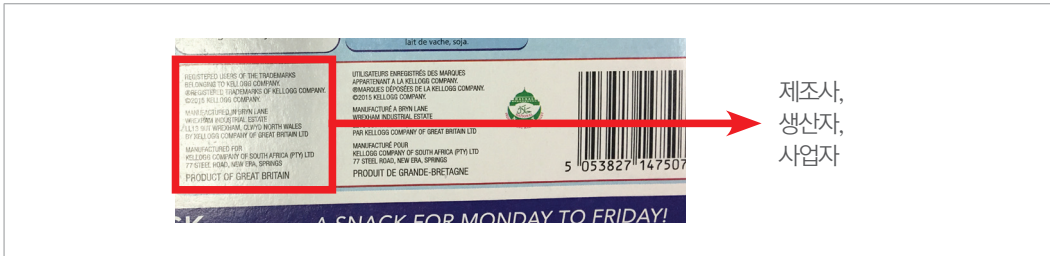 lait de vache, soja.
REGISTERED USERS OF THE TRADEMARKS
BELONGING TO KELLOGG COMPANY.
®REGISTERED TRADEMARKS OF KELLOGG COMPANY.
©2015 KELLOGG COMPANY.
MANUFACTURED IN BRYN LANE
WREXHAM INDUSTRIAL ESTATE
WREXHAM, CLWYD NORTH WALES
BY KELLOGG COMPANY OF GREAT BRITAIN LTD
MANUFACTURED FOR
KELLOGG COMPANY OF SOUTH AFRICA (PTY) LTD
77 STEEL ROAD, NEW ERA, SPRINGS
PRODUCT OF GREAT BRITAIN
UTILISATEURS ENREGISTRÉS DES MARQUES
APPARTENANT A LA KELLOGG COMPANY.
®MARQUES DÉPOSÉES DE LA KELLOGG COMPANY.
©2015 KELLOGG COMPANY.
MANUFACTURÉ A BRYN LANE
WREXHAM INDUSTRIAL ESTATE
PAR KELLOGG COMPANY OF GREAT BRITAIN LTD
MANUFACTURÉ POUR
KELLOGG COMPANY OF SOUTH AFRICA (PTY) LTD
77 STEEL ROAD, NEW ERA, SPRINGS
PRODUIT DE GRANDE-BRETAGNE
5 053827 147507
A SNACK FOR MONDAY TO FRIDAY!
제조사,
생산자,
사업자